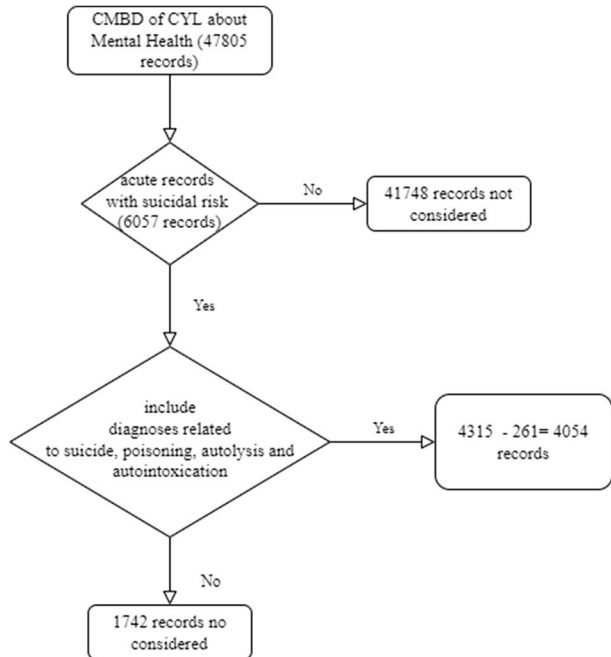 CMBD of CYL about
Mental Health (47805
records)
acute records
with suicidal risk
(6057 records)
No
41748 records not
considered
Yes
include
diagnoses related
to suicide, poisoning, autolysis and
autointoxication
Yes
4315 - 261= 4054
records
No
1742 records no
considered